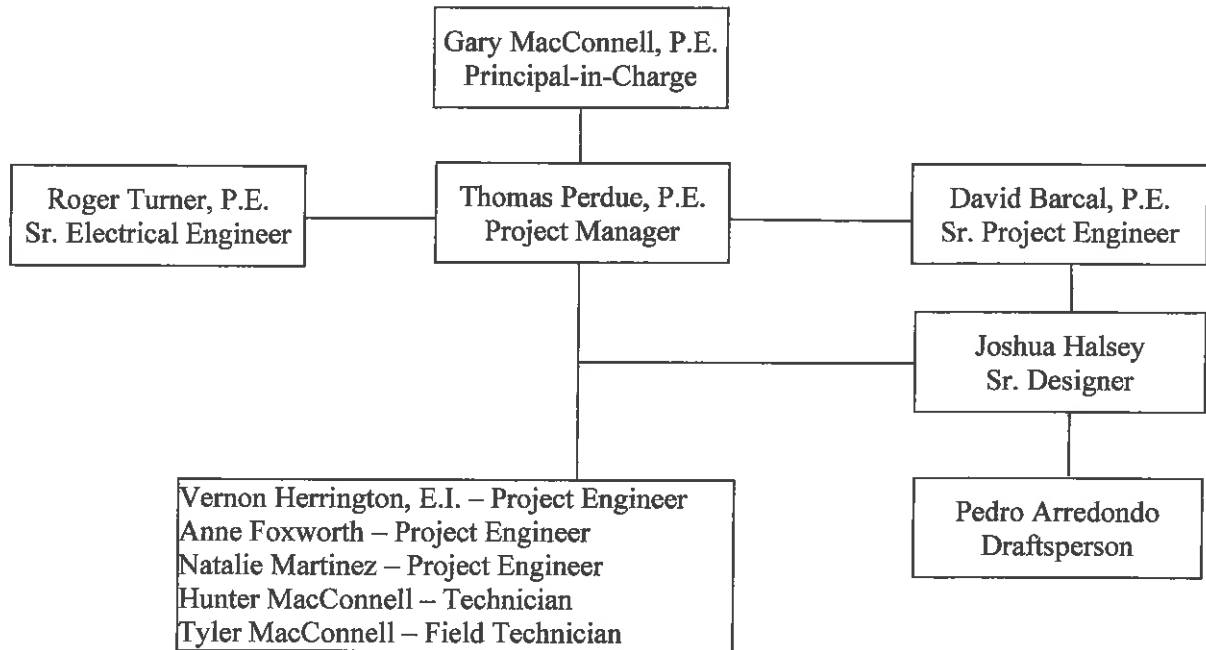 Gary MacConnell, P.E.
Principal-in-Charge
Roger Turner, P.E.
Sr. Electrical Engineer
Thomas Perdue, P.E.
Project Manager
David Barcal, P.E.
Sr. Project Engineer
Joshua Halsey
Sr. Designer
Vernon Herrington, E.I. – Project Engineer
Anne Foxworth – Project Engineer
Natalie Martinez – Project Engineer
Hunter MacConnell – Technician
Tyler MacConnell – Field Technician
Pedro Arredondo
Draftsperson